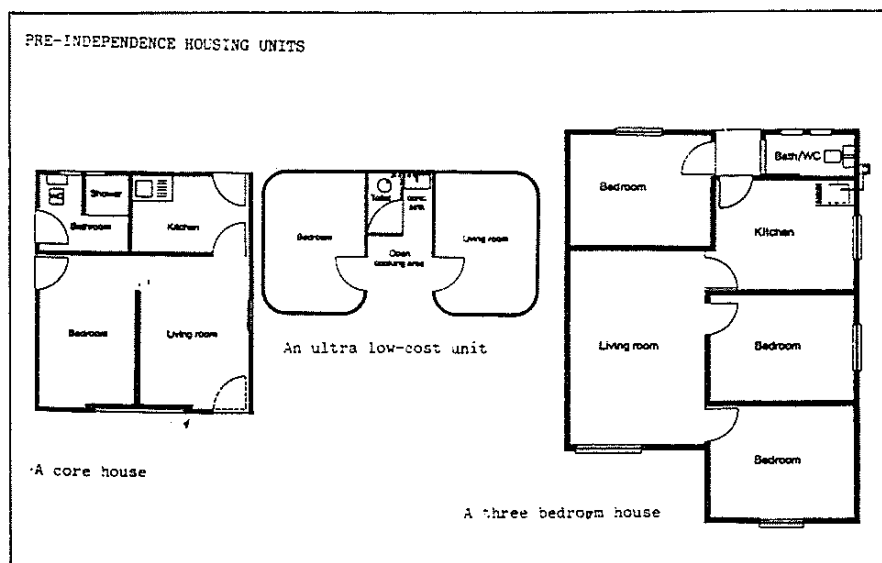 PRE-INDEPENDENCE HOUSING UNITS
Shower
Bathroom
Kitchen
Bedroom
Living room
A core house
Toilet
Bedroom
Living room
Open
cooking area
An ultra low-cost unit
Bath/WC
Bedroom
Kitchen
Living room
Bedroom
Bedroom
A three bedroom house